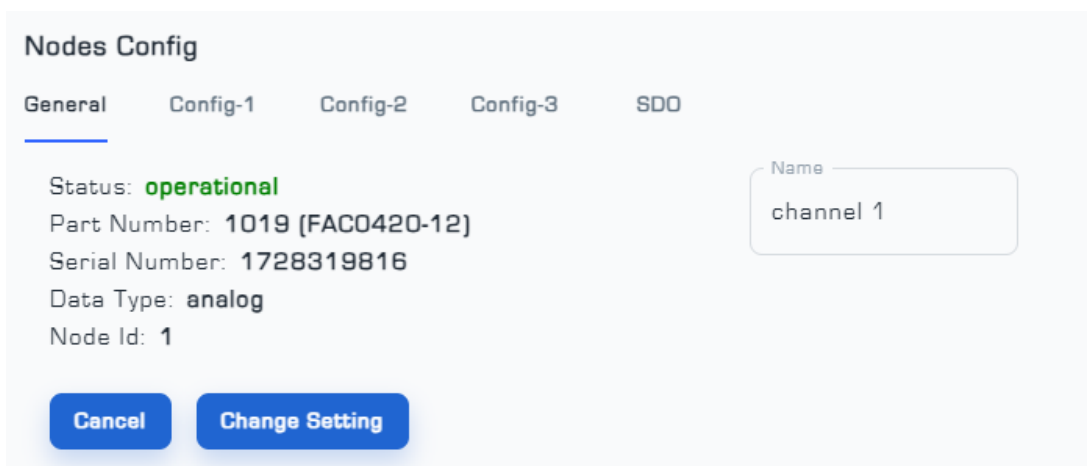 Nodes Config
General Config-1 Config-2 Config-3 SDO
Status: operational
Part Number: 1019 (FAC0420-12)
Serial Number: 1728319816
Data Type: analog
Node Id: 1
Name
channel 1
Cancel Change Setting